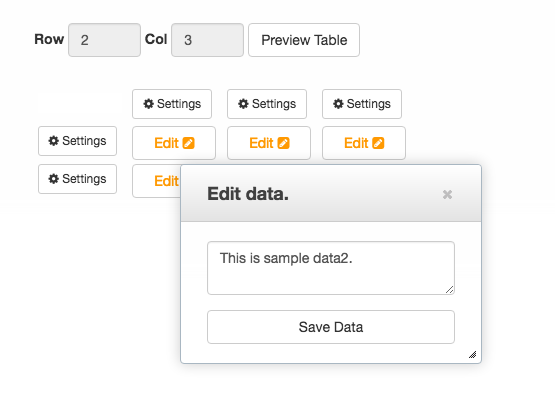 Row 2 Col 3 Preview Table
Settings Settings Settings
Settings Edit Edit Edit
Settings Edit
Edit data.
This is sample data2.
Save Data